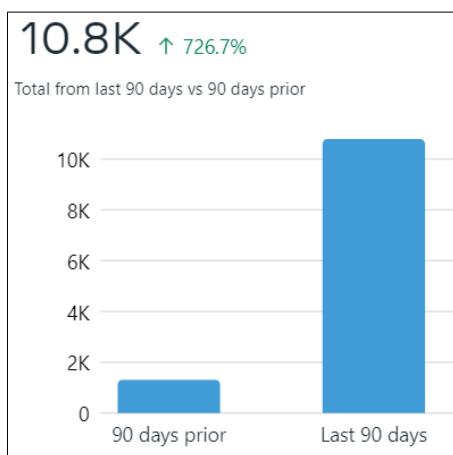 10.8K ↑ 726.7%
Total from last 90 days vs 90 days prior
10K
8K
6K
4K
2K
0
90 days prior Last 90 days